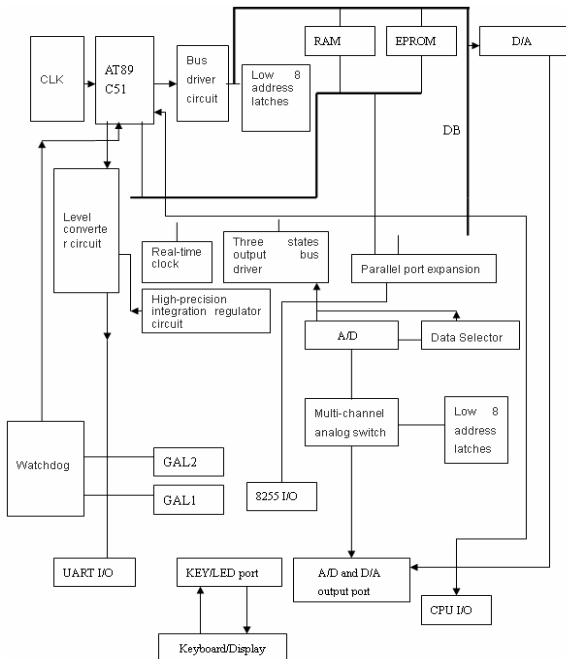 CLK
AT89
C51
Bus
driver
circuit
Low 8
address
latches
RAM
EPROM
D/A
DB
Level
converte
r circuit
Real-time
clock
Three states
output bus
driver
Parallel port expansion
High-precision
integration regulator
circuit
A/D
Data Selector
Multi-channel
analog switch
Low 8
address
latches
Watchdog
GAL2
GAL1
8255 I/O
UART I/O
KEY/LED port
A/D and D/A
output port
CPU I/O
Keyboard/Display